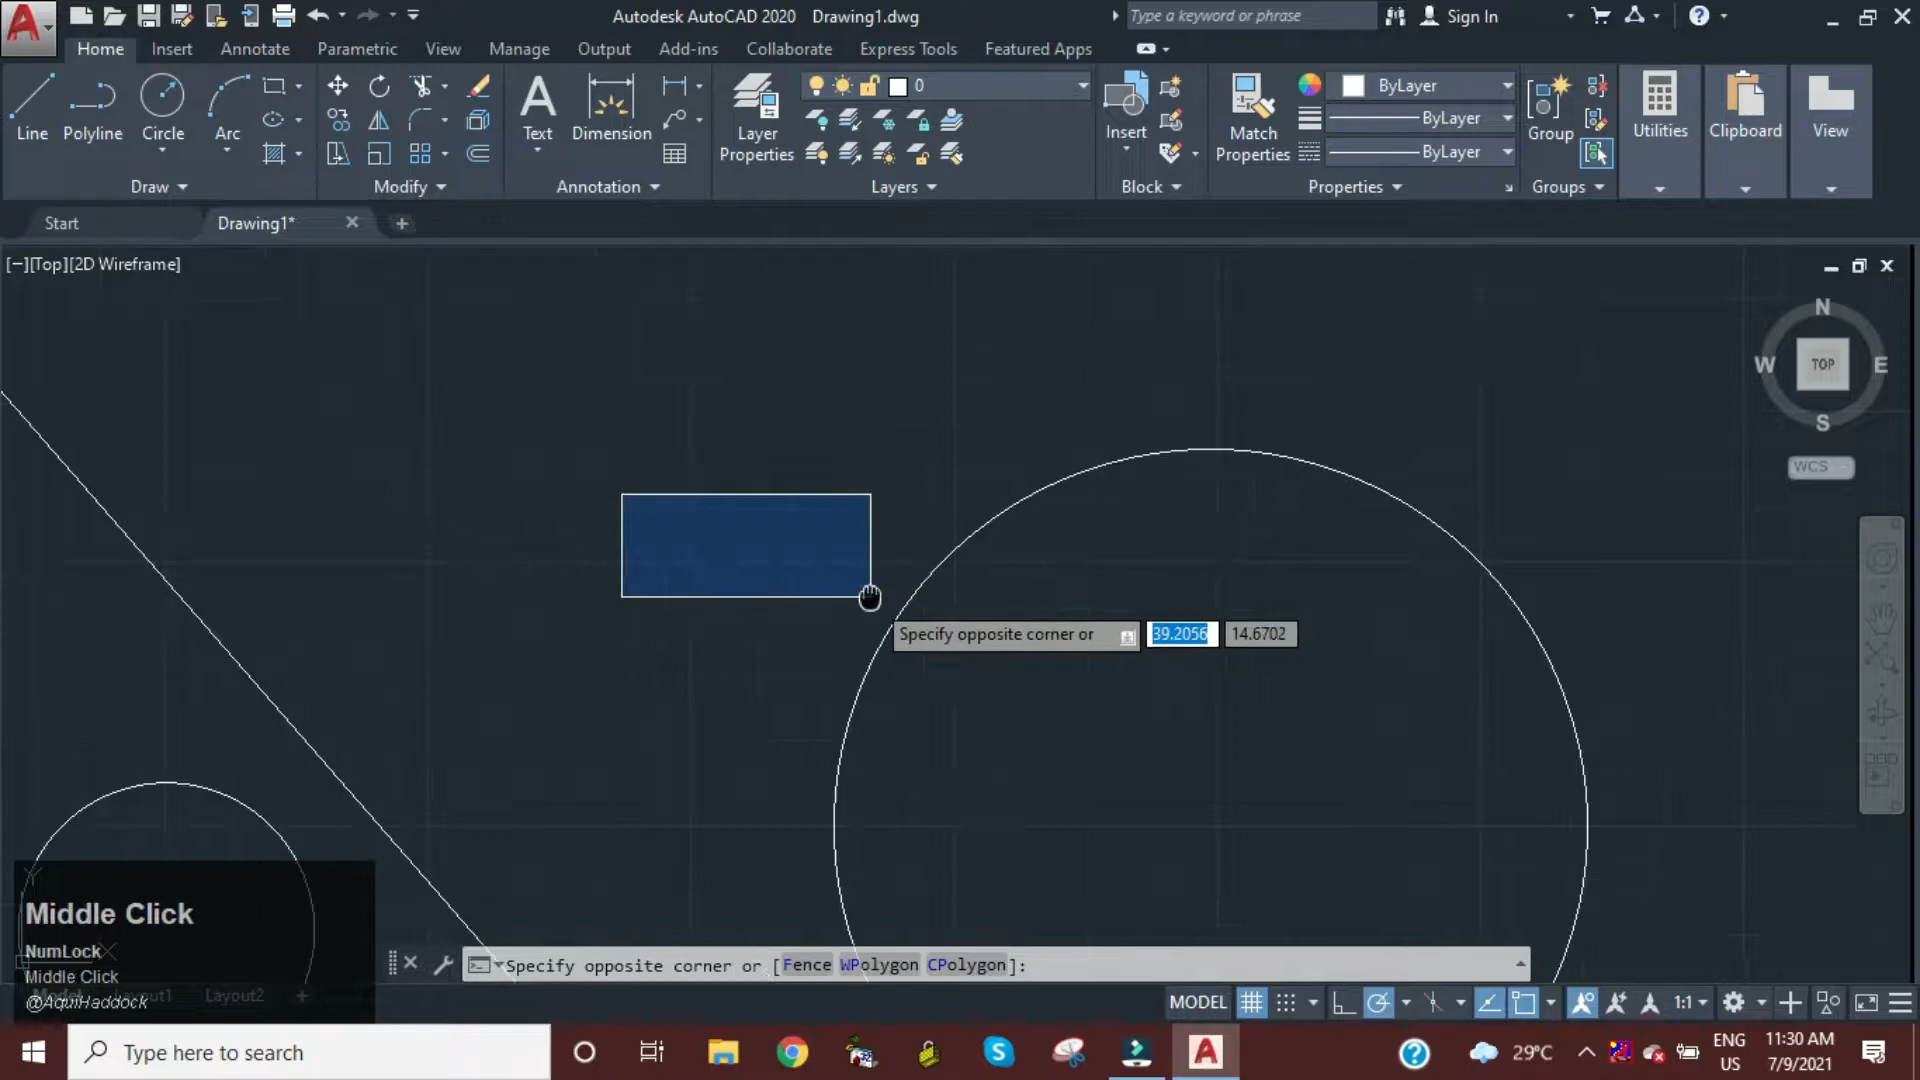 Autodesk AutoCAD 2020 Drawing1.dwg
Type a keyword or phrase
Sign In
Home Insert Annotate Parametric View Manage Output Add-ins Collaborate Express Tools Featured Apps
0
ByLayer
ByLayer
ByLayer
Line Polyline Circle Arc
Text Dimension
Layer Properties
Insert
Match Properties
Group
Utilities Clipboard View
Draw Modify Annotation Layers Block Properties Groups
Start Drawing1*
[−][Top][2D Wireframe]
N
W TOP E
S
WCS
Specify opposite corner or 39.2056 14.6702
Y
Middle Click
NumLock
Middle Click
@AquiHaddock
Model Layout1 Layout2 +
Specify opposite corner or [Fence WPolygon CPolygon]:
MODEL 1:1
Type here to search
29°C
ENG
US
11:30 AM
7/9/2021